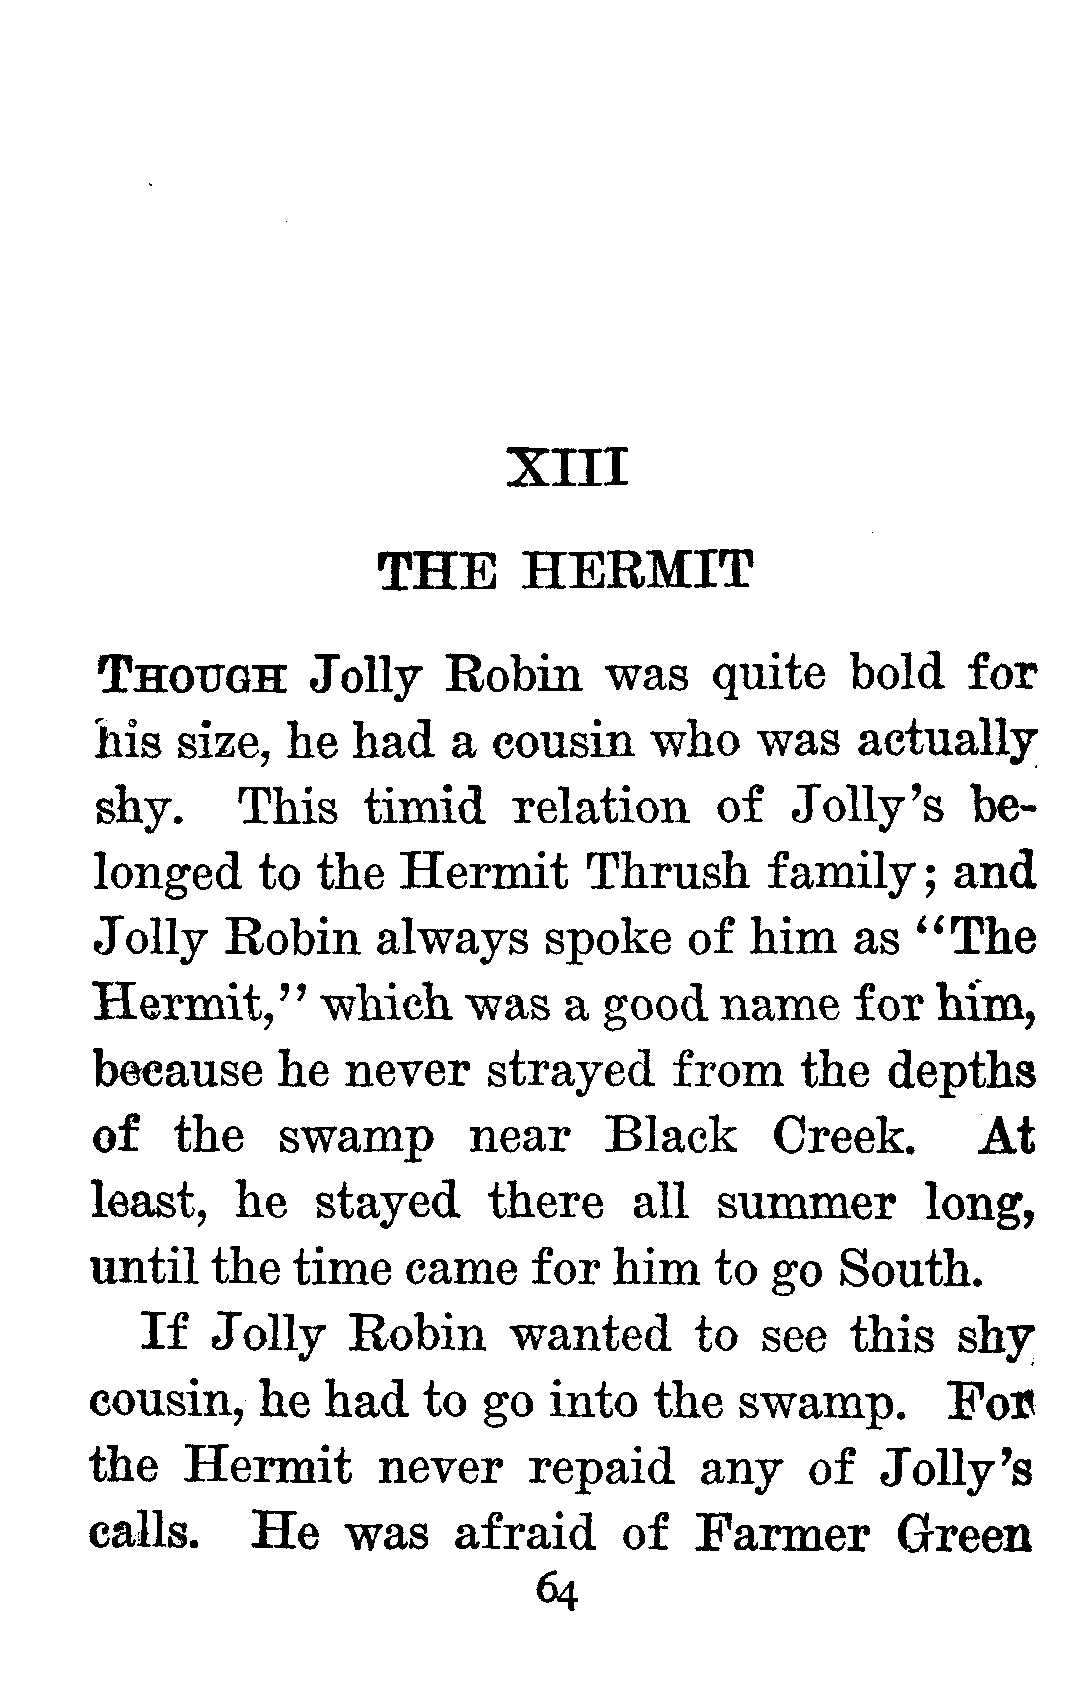 XIII
THE HERMIT
THOUGH Jolly Robin was quite bold for
his size, he had a cousin who was actually
shy. This timid relation of Jolly's be-
longed to the Hermit Thrush family; and
Jolly Robin always spoke of him as "The
Hermit," which was a good name for him,
because he never strayed from the depths
of the swamp near Black Creek. At
least, he stayed there all summer long,
until the time came for him to go South.
If Jolly Robin wanted to see this shy
cousin, he had to go into the swamp. For
the Hermit never repaid any of Jolly's
calls. He was afraid of Farmer Green
64